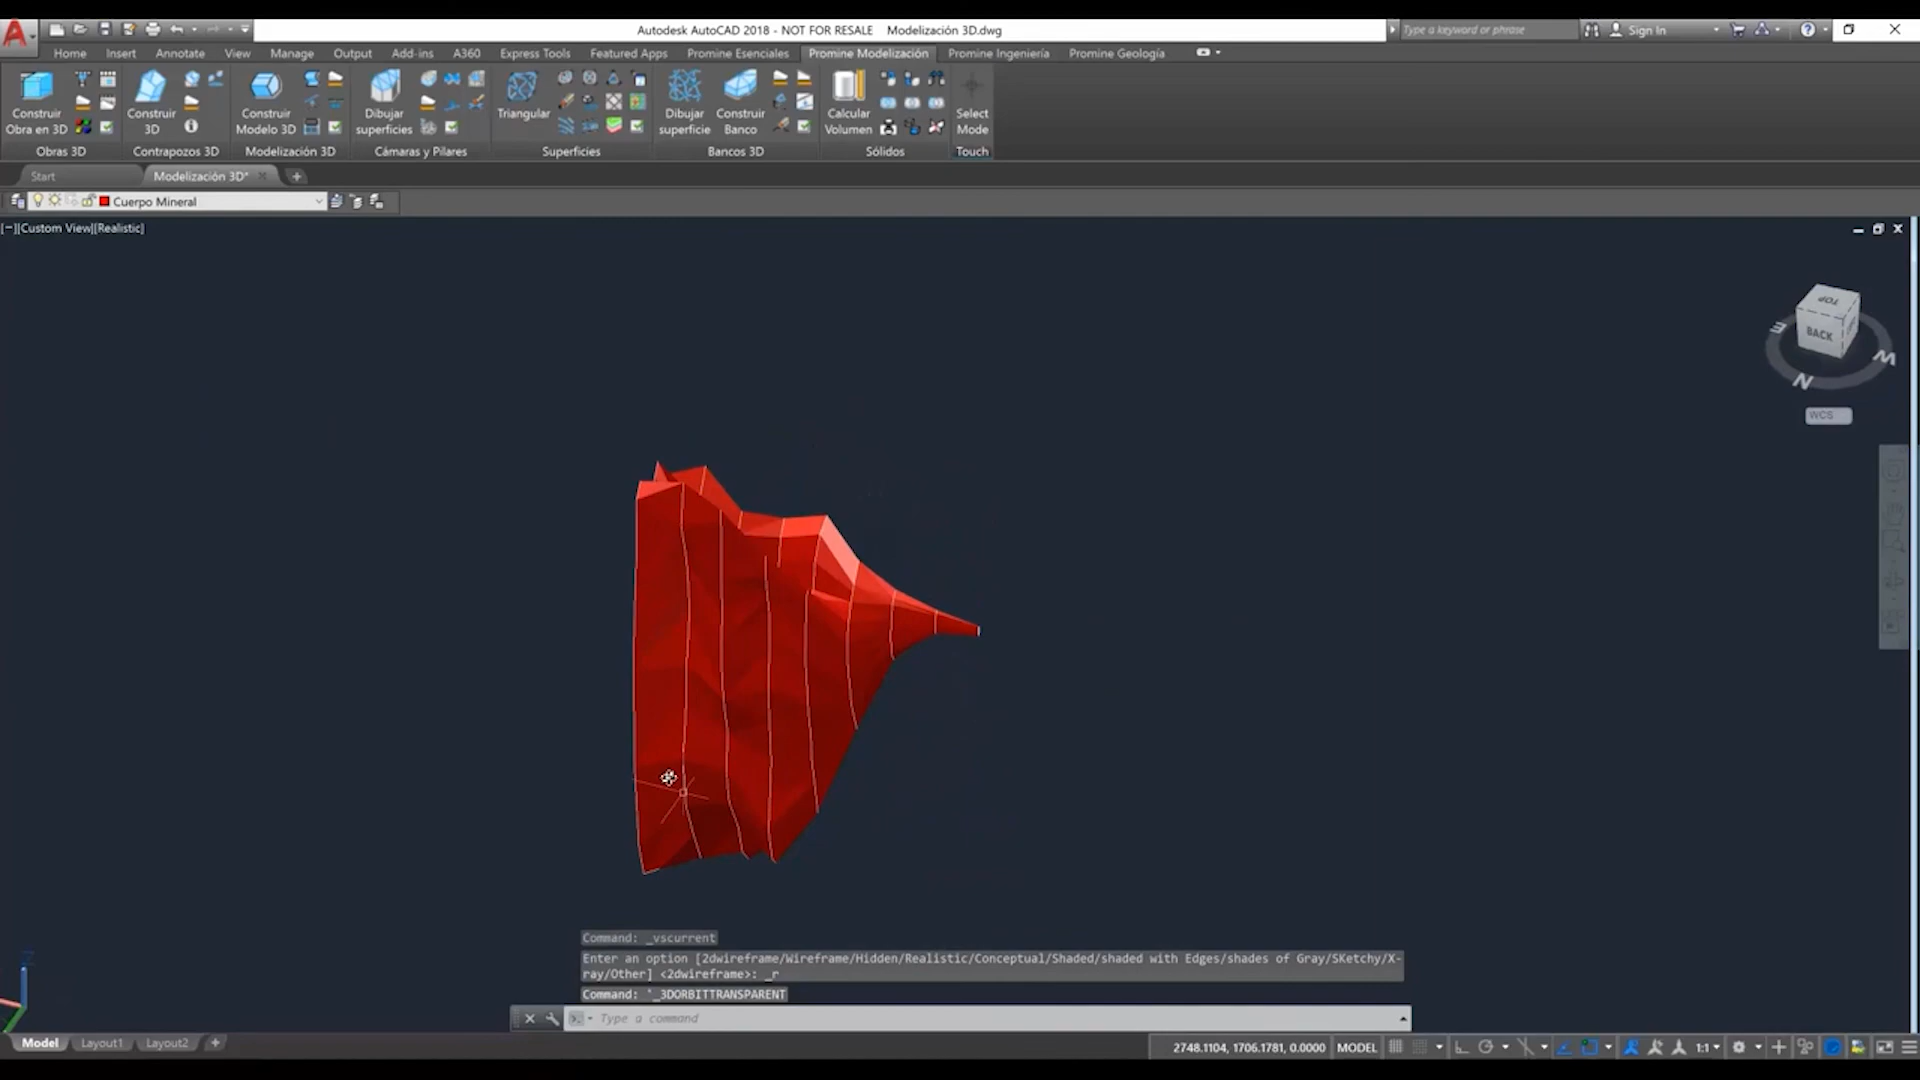 Autodesk AutoCAD 2018 - NOT FOR RESALE Modelización 3D.dwg
Type a keyword or phrase
Sign In
Home Insert Annotate View Manage Output Add-ins A360 Express Tools Featured Apps Promine Esenciales Promine Modelización Promine Ingeniería Promine Geología
Construir Obra en 3D
Construir 3D
Construir Modelo 3D
Dibujar superficies
Triangular
Dibujar superficie
Construir Banco
Calcular Volumen
Select Mode
Obras 3D Contrapozos 3D Modelización 3D Cámaras y Pilares Superficies Bancos 3D Sólidos Touch
Start Modelización 3D*
Cuerpo Mineral
[−][Custom View][Realistic]
TOP
BACK
E
W
N
WCS
Z
Command: _vscurrent
Enter an option [2dwireframe/Wireframe/Hidden/Realistic/Conceptual/Shaded/shaded with Edges/shades of Gray/SKetchy/X-
ray/Other] <2dwireframe>: _r
Command: '_3DORBITTRANSPARENT
Type a command
Model Layout1 Layout2
2748.1104, 1706.1781, 0.0000 MODEL 1:1